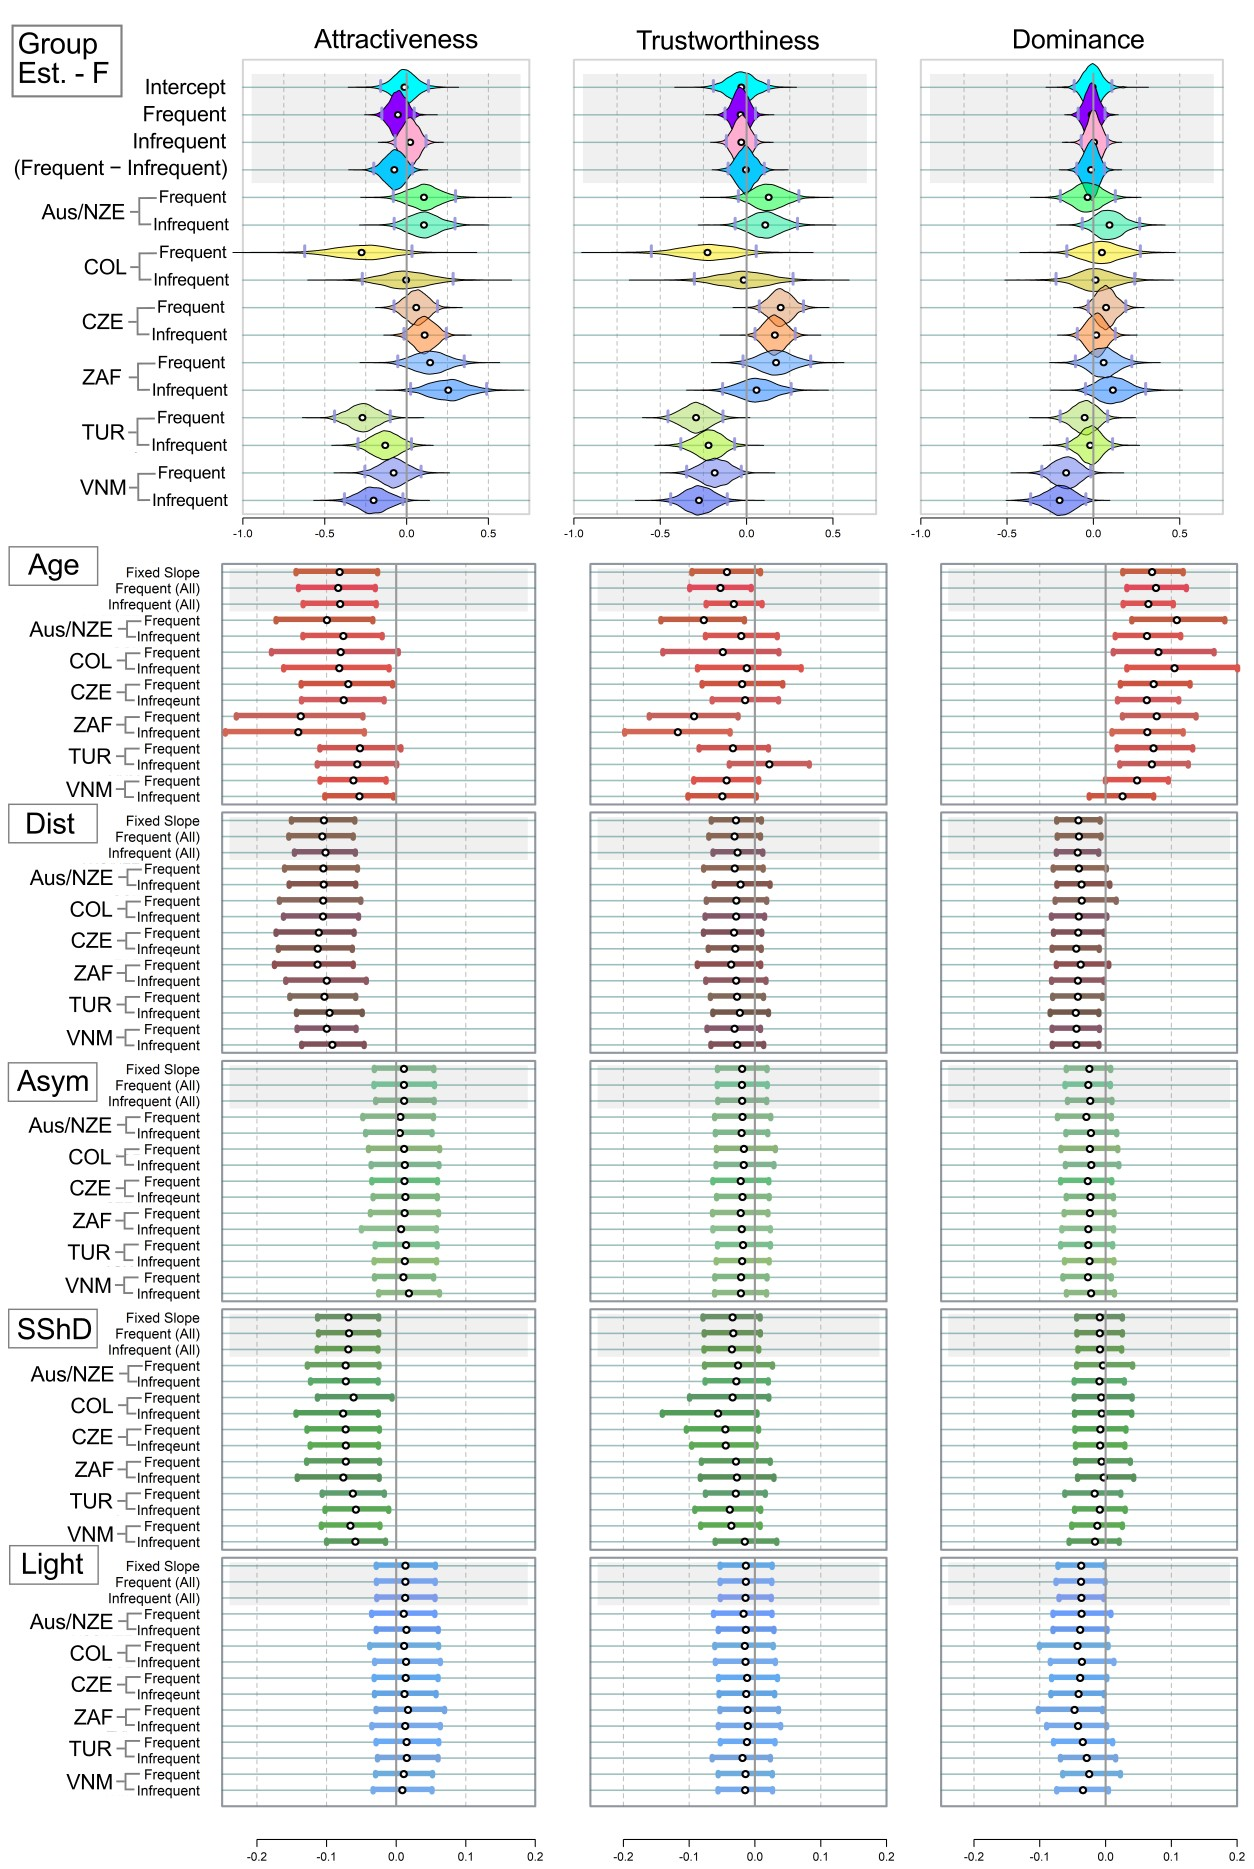 Group
Est. - F
Attractiveness Trustworthiness Dominance
Intercept
Frequent
Infrequent
(Frequent − Infrequent)
Aus/NZE
Frequent
Infrequent
COL
Frequent
Infrequent
CZE
Frequent
Infrequent
ZAF
Frequent
Infrequent
TUR
Frequent
Infrequent
VNM
Frequent
Infrequent
-1.0 -0.5 0.0 0.5 -1.0 -0.5 0.0 0.5 -1.0 -0.5 0.0 0.5
Age
Fixed Slope
Frequent (All)
Infrequent (All)
Aus/NZE
Frequent
Infrequent
COL
Frequent
Infrequent
CZE
Frequent
Infreqeunt
ZAF
Frequent
Infrequent
TUR
Frequent
Infrequent
VNM
Frequent
Infrequent
Dist
Fixed Slope
Frequent (All)
Infrequent (All)
Aus/NZE
Frequent
Infrequent
COL
Frequent
Infrequent
CZE
Frequent
Infreqeunt
ZAF
Frequent
Infrequent
TUR
Frequent
Infrequent
VNM
Frequent
Infrequent
Asym
Fixed Slope
Frequent (All)
Infrequent (All)
Aus/NZE
Frequent
Infrequent
COL
Frequent
Infrequent
CZE
Frequent
Infreqeunt
ZAF
Frequent
Infrequent
TUR
Frequent
Infrequent
VNM
Frequent
Infrequent
SShD
Fixed Slope
Frequent (All)
Infrequent (All)
Aus/NZE
Frequent
Infrequent
COL
Frequent
Infrequent
CZE
Frequent
Infreqeunt
ZAF
Frequent
Infrequent
TUR
Frequent
Infrequent
VNM
Frequent
Infrequent
Light
Fixed Slope
Frequent (All)
Infrequent (All)
Aus/NZE
Frequent
Infrequent
COL
Frequent
Infrequent
CZE
Frequent
Infreqeunt
ZAF
Frequent
Infrequent
TUR
Frequent
Infrequent
VNM
Frequent
Infrequent
-0.2 -0.1 0.0 0.1 0.2 -0.2 -0.1 0.0 0.1 0.2 -0.2 -0.1 0.0 0.1 0.2